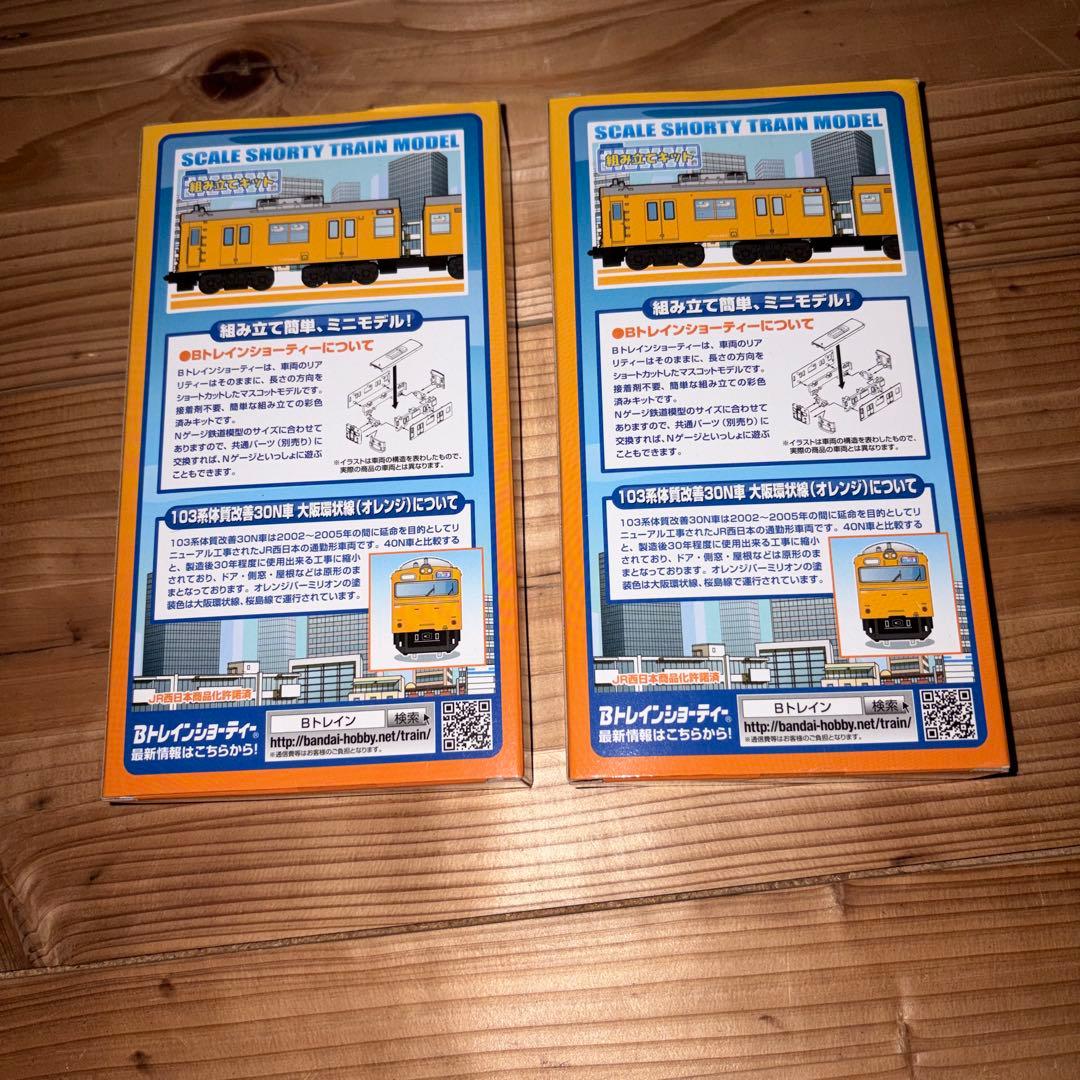 SCALE SHORTY TRAIN MODEL
組み立てキット
組み立て簡単、ミニモデル!
●Bトレインショーティーについて
Bトレインショーティーは、車両のリア
リティーはそのままに、長さの方向を
ショートカットしたマスコットモデルです。
接着剤不要、簡単な組み立ての彩色
済みキットです。
Nゲージ鉄道模型のサイズに合わせて
ありますので、共通パーツ(別売り)に
交換すれば、Nゲージといっしょに遊ぶ
こともできます。
※イラストは車両の構造を表わしたもので、
実際の商品の車両とは異なります。
103系体質改善30N車 大阪環状線(オレンジ)について
103系体質改善30N車は2002〜2005年の間に延命を目的としてリ
ニューアル工事されたJR西日本の通勤形車両です。40N車と比較する
と、製造後30年程度に使用出来る工事に縮小
されており、ドア・側窓・屋根などは原形のま
まとなっております。オレンジバーミリオンの塗
装色は大阪環状線、桜島線で運行されています。
JR西日本商品化許諾済
Bトレインショーティー®
最新情報はこちらから!
Bトレイン 検索
http://bandai-hobby.net/train/
※通信費等はお客様のご負担となります。
SCALE SHORTY TRAIN MODEL
組み立てキット
組み立て簡単、ミニモデル!
●Bトレインショーティーについて
Bトレインショーティーは、車両のリア
リティーはそのままに、長さの方向を
ショートカットしたマスコットモデルです。
接着剤不要、簡単な組み立ての彩色
済みキットです。
Nゲージ鉄道模型のサイズに合わせて
ありますので、共通パーツ(別売り)に
交換すれば、Nゲージといっしょに遊ぶ
こともできます。
※イラストは車両の構造を表わしたもので、
実際の商品の車両とは異なります。
103系体質改善30N車 大阪環状線(オレンジ)について
103系体質改善30N車は2002〜2005年の間に延命を目的としてリ
ニューアル工事されたJR西日本の通勤形車両です。40N車と比較する
と、製造後30年程度に使用出来る工事に縮小
されており、ドア・側窓・屋根などは原形のま
まとなっております。オレンジバーミリオンの塗
装色は大阪環状線、桜島線で運行されています。
JR西日本商品化許諾済
Bトレインショーティー®
最新情報はこちらから!
Bトレイン 検索
http://bandai-hobby.net/train/
※通信費等はお客様のご負担となります。